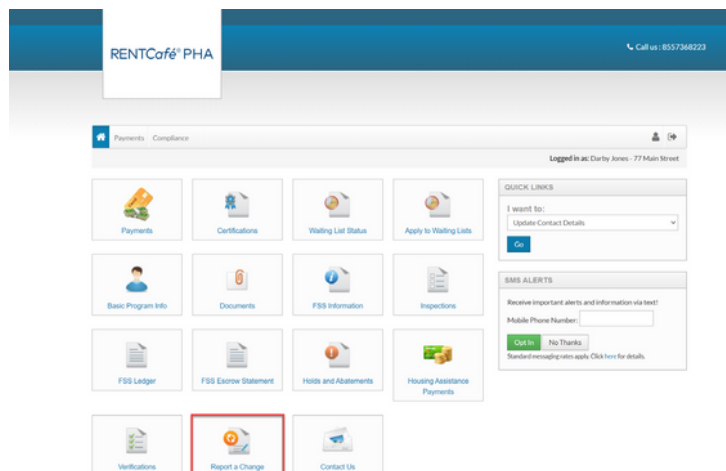 RENTCafé® PHA
Call us : 8557368223
Payments Compliance
Logged in as: Darby Jones - 77 Main Street
Payments
Certifications
Waiting List Status
Apply to Waiting Lists
Basic Program Info
Documents
FSS Information
Inspections
FSS Ledger
FSS Escrow Statement
Holds and Abatements
Housing Assistance
Payments
Verifications
Report a Change
Contact Us
QUICK LINKS
I want to:
Update Contact Details
Go
SMS ALERTS
Receive important alerts and information via text!
Mobile Phone Number:
Opt In No Thanks
Standard messaging rates apply. Click here for details.